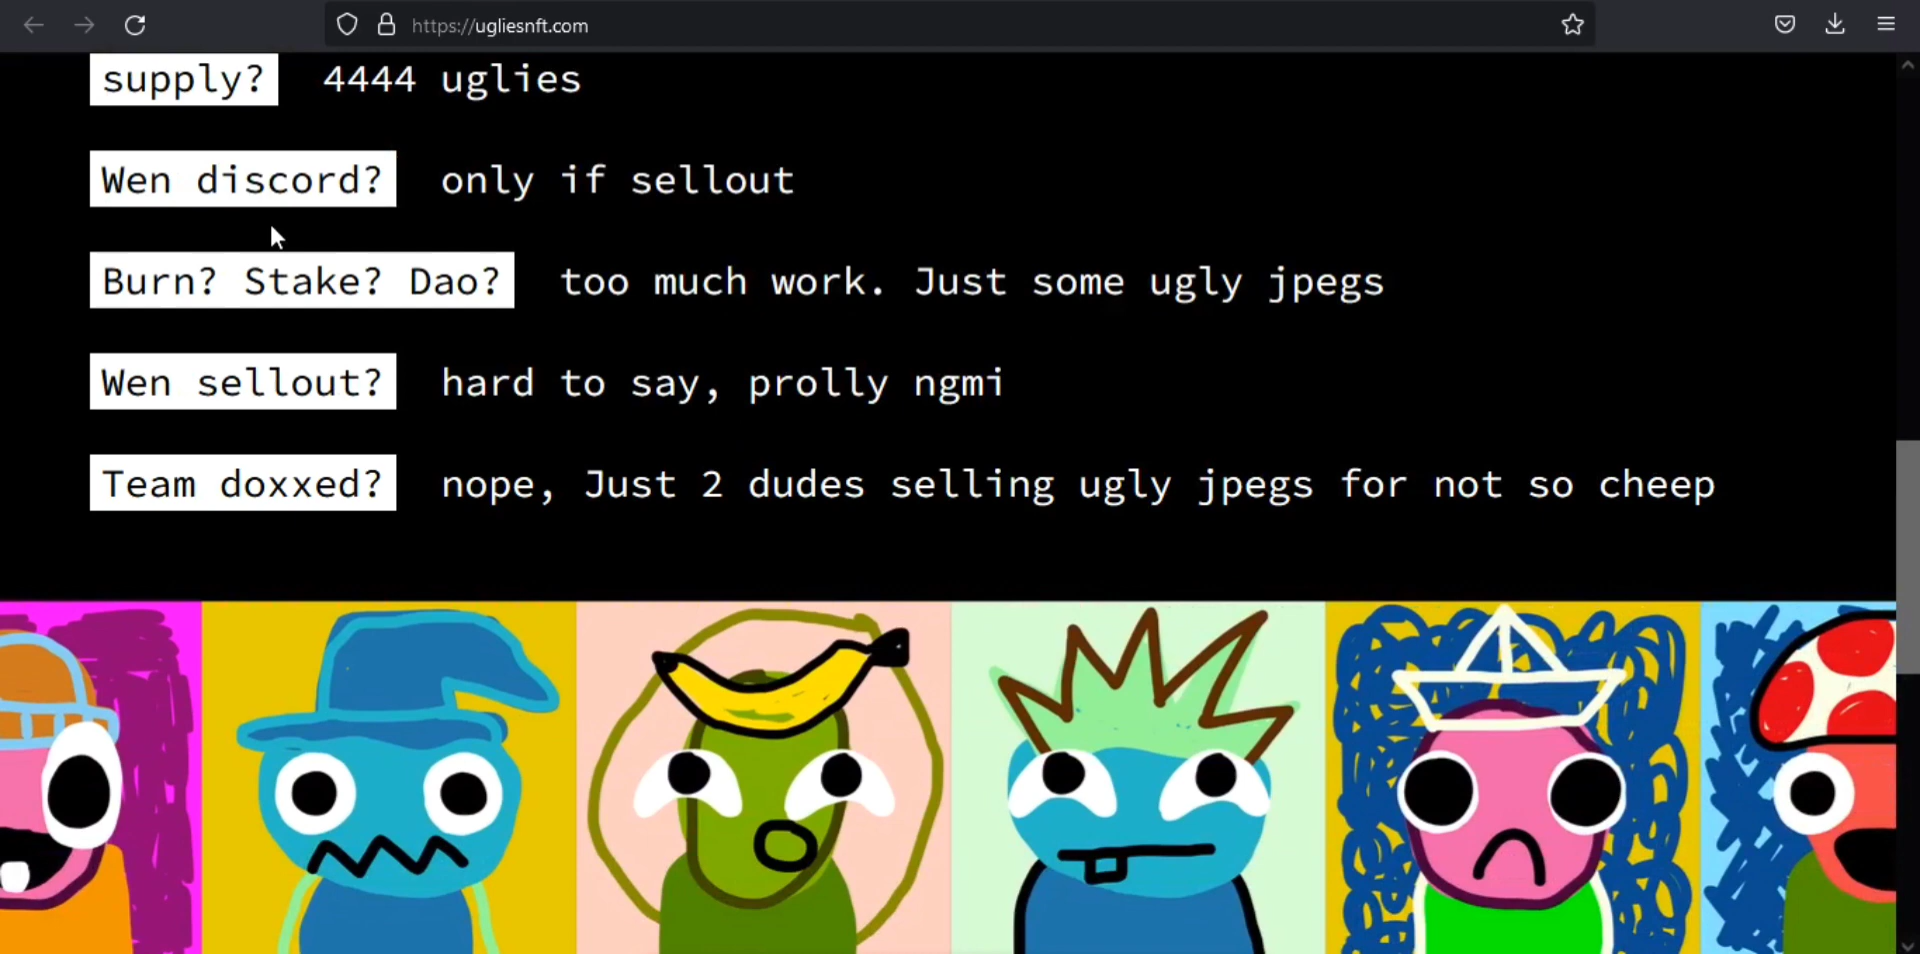 https://ugliesnft.com
supply? 4444 uglies
Wen discord? only if sellout
Burn? Stake? Dao? too much work. Just some ugly jpegs
Wen sellout? hard to say, prolly ngmi
Team doxxed? nope, Just 2 dudes selling ugly jpegs for not so cheep